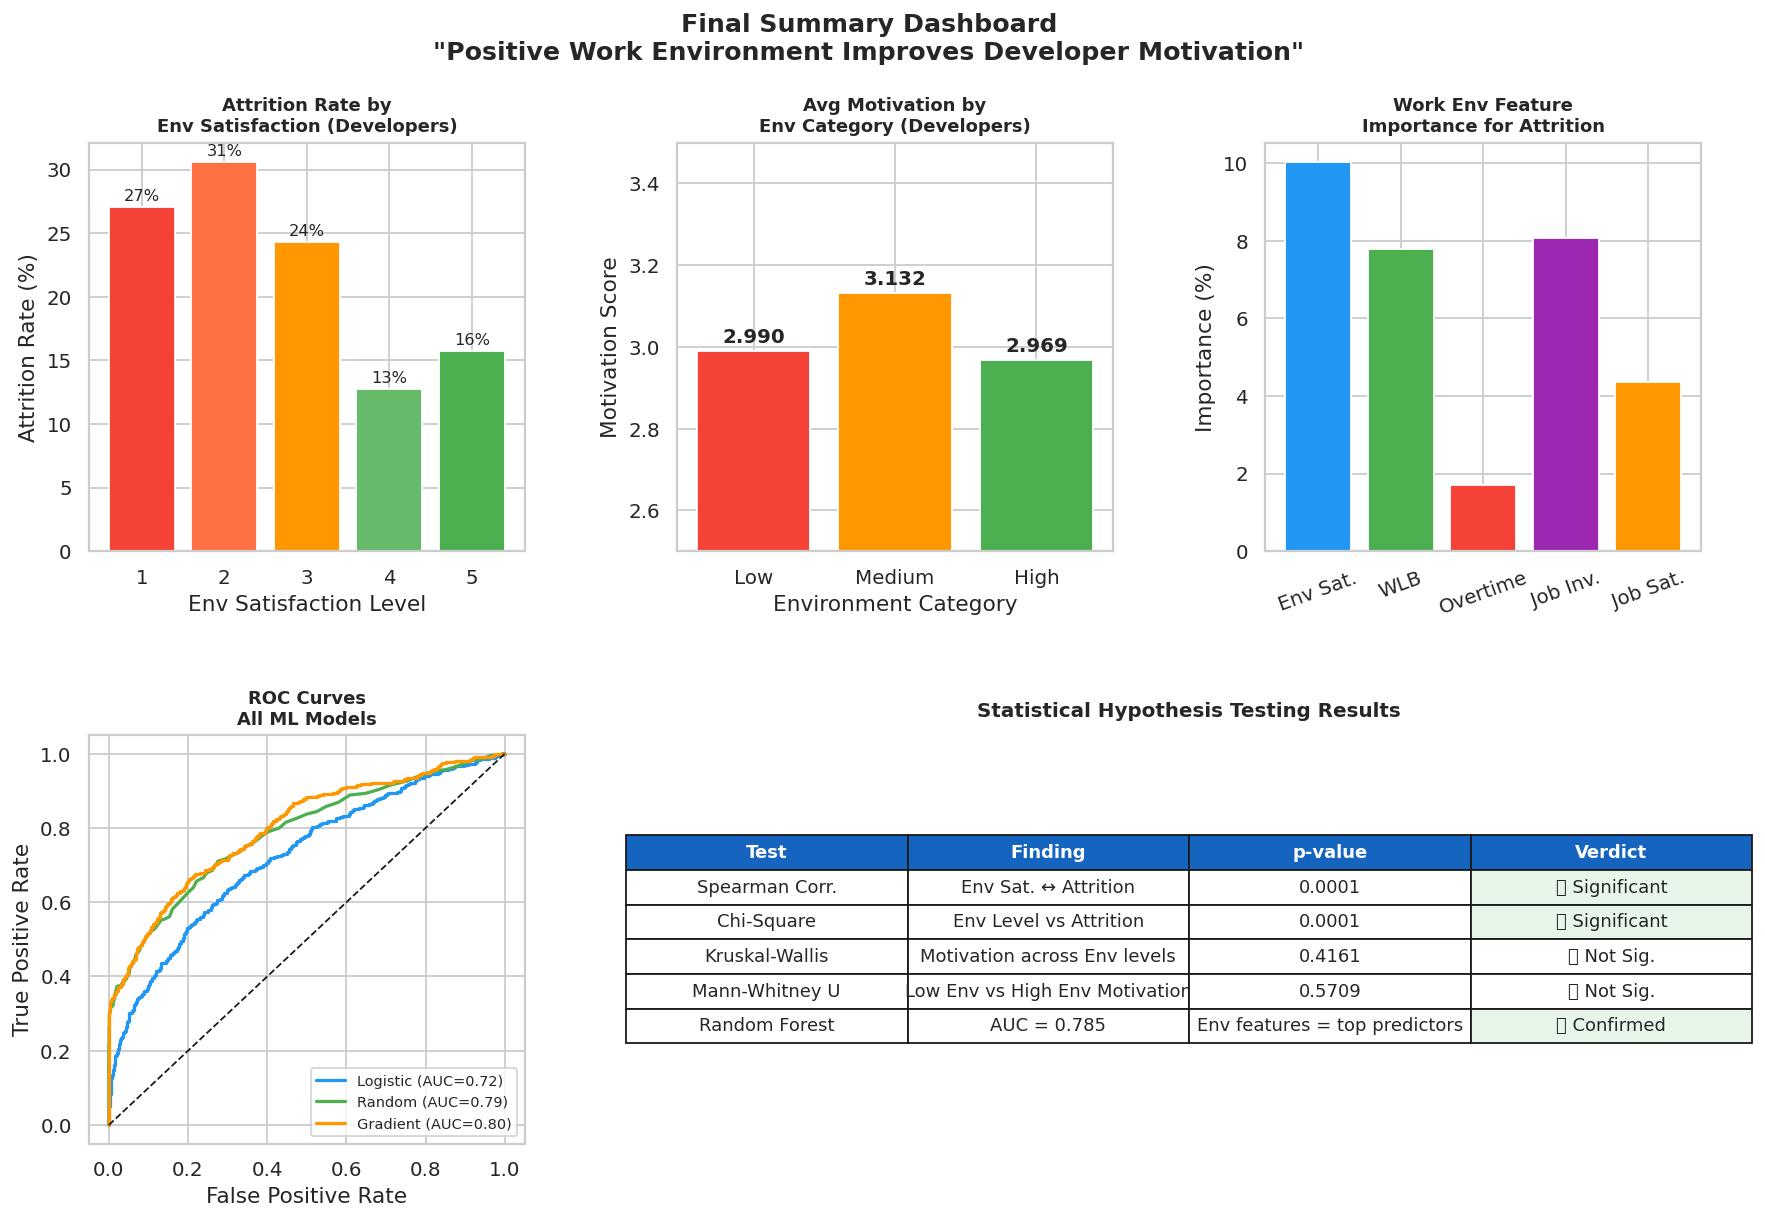 Final Summary Dashboard
"Positive Work Environment Improves Developer Motivation"
Attrition Rate by
Env Satisfaction (Developers)
Attrition Rate (%)
30
25
20
15
10
5
0
27%
31%
24%
13%
16%
1 2 3 4 5
Env Satisfaction Level
Avg Motivation by
Env Category (Developers)
Motivation Score
3.4
3.2
3.0
2.8
2.6
2.990
3.132
2.969
Low Medium High
Environment Category
Work Env Feature
Importance for Attrition
Importance (%)
10
8
6
4
2
0
Env Sat. WLB Overtime Job Inv. Job Sat.
ROC Curves
All ML Models
True Positive Rate
1.0
0.8
0.6
0.4
0.2
0.0
Logistic (AUC=0.72)
Random (AUC=0.79)
Gradient (AUC=0.80)
0.0 0.2 0.4 0.6 0.8 1.0
False Positive Rate
Statistical Hypothesis Testing Results
Test Finding p-value Verdict
Spearman Corr. Env Sat. ↔ Attrition 0.0001 Significant
Chi-Square Env Level vs Attrition 0.0001 Significant
Kruskal-Wallis Motivation across Env levels 0.4161 Not Sig.
Mann-Whitney U Low Env vs High Env Motivation 0.5709 Not Sig.
Random Forest AUC = 0.785 Env features = top predictors Confirmed